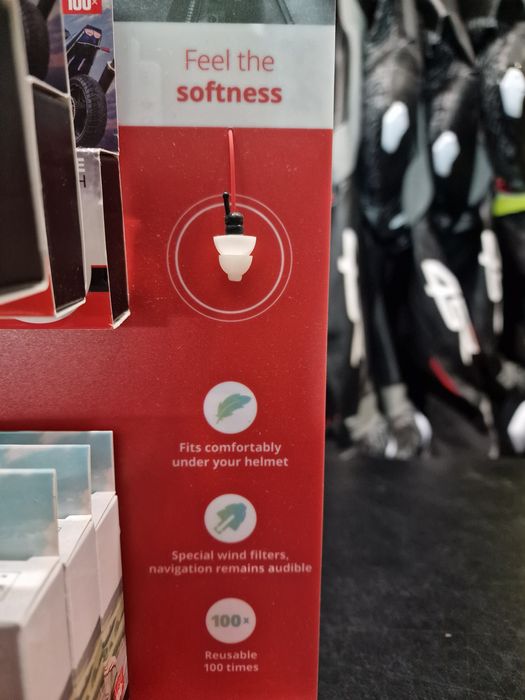 100×
Feel the
softness
Fits comfortably
under your helmet
Special wind filters,
navigation remains audible
100×
Reusable
100 times